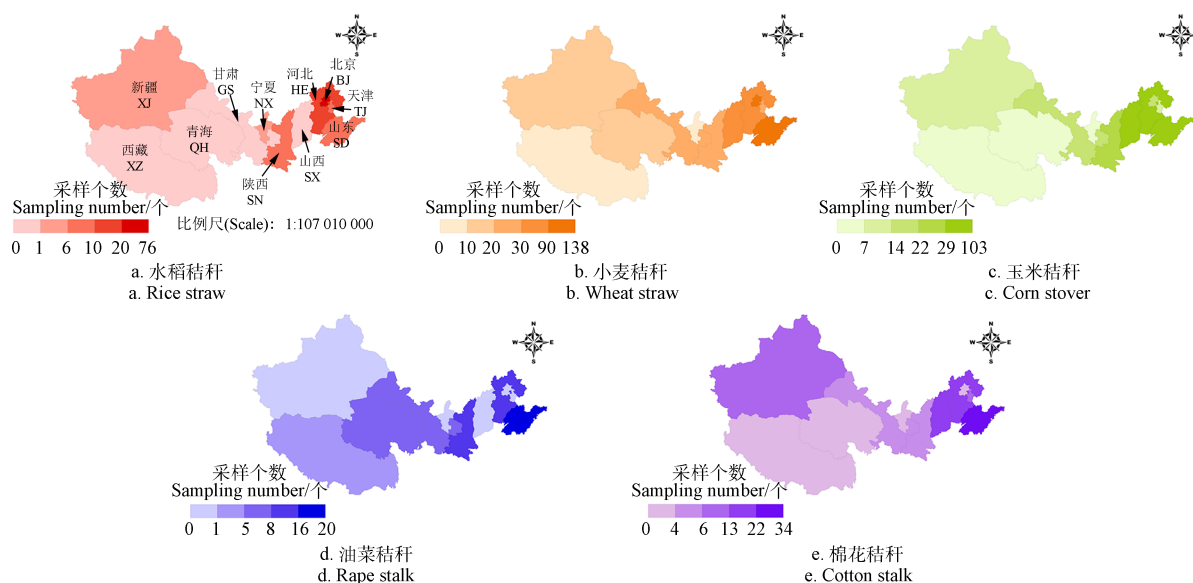 N
W E
S
新疆
XJ
甘肃
GS
宁夏
NX
河北
HE
北京
BJ
天津
TJ
青海
QH
山东
SD
西藏
XZ
陕西
SN
山西
SX
采样个数
Sampling number/个
0 1 6 10 20 76
比例尺(Scale)： 1:107 010 000
a. 水稻秸秆
a. Rice straw
N
W E
S
采样个数
Sampling number/个
0 10 20 30 90 138
b. 小麦秸秆
b. Wheat straw
N
W E
S
采样个数
Sampling number/个
0 7 14 22 29 103
c. 玉米秸秆
c. Corn stover
N
W E
S
采样个数
Sampling number/个
0 1 5 8 16 20
d. 油菜秸秆
d. Rape stalk
N
W E
S
采样个数
Sampling number/个
0 4 6 13 22 34
e. 棉花秸秆
e. Cotton stalk